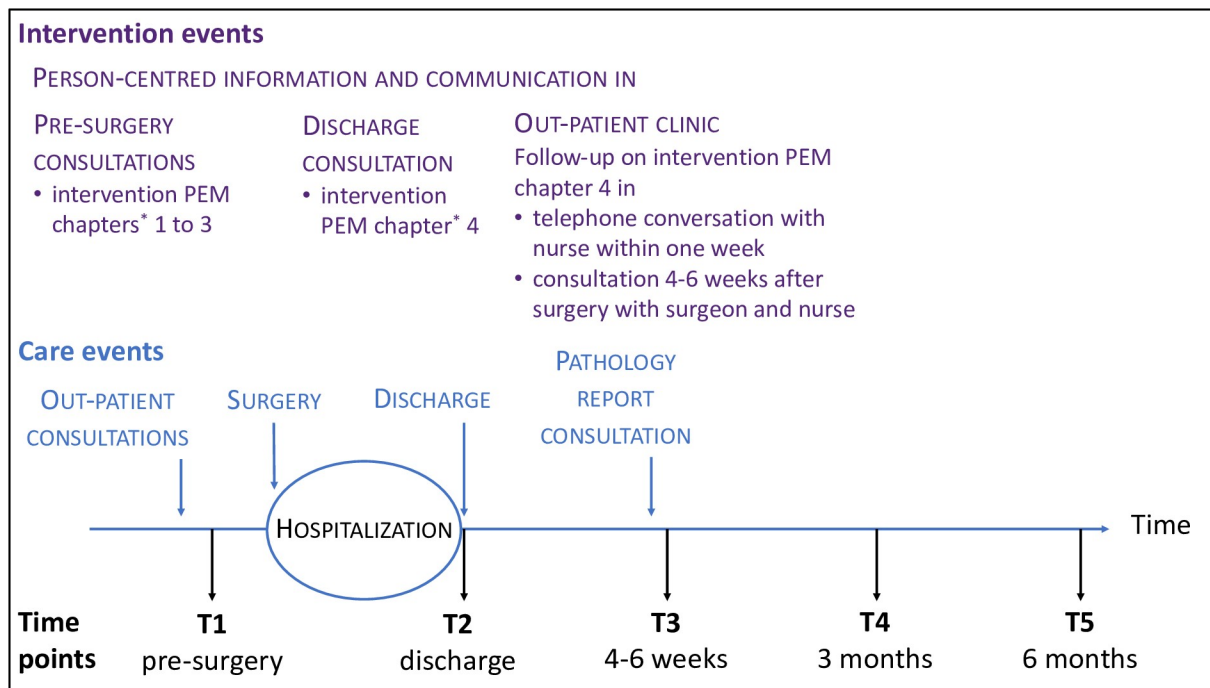 Intervention events
PERSON-CENTRED INFORMATION AND COMMUNICATION IN
PRE-SURGERY
CONSULTATIONS
• intervention PEM
chapters* 1 to 3
DISCHARGE
CONSULTATION
• intervention
PEM chapter* 4
OUT-PATIENT CLINIC
Follow-up on intervention PEM
chapter 4 in
• telephone conversation with
nurse within one week
• consultation 4-6 weeks after
surgery with surgeon and nurse
Care events
OUT-PATIENT
CONSULTATIONS
SURGERY
DISCHARGE
PATHOLOGY
REPORT
CONSULTATION
HOSPITALIZATION
Time
Time
points
T1
pre-surgery
T2
discharge
T3
4-6 weeks
T4
3 months
T5
6 months